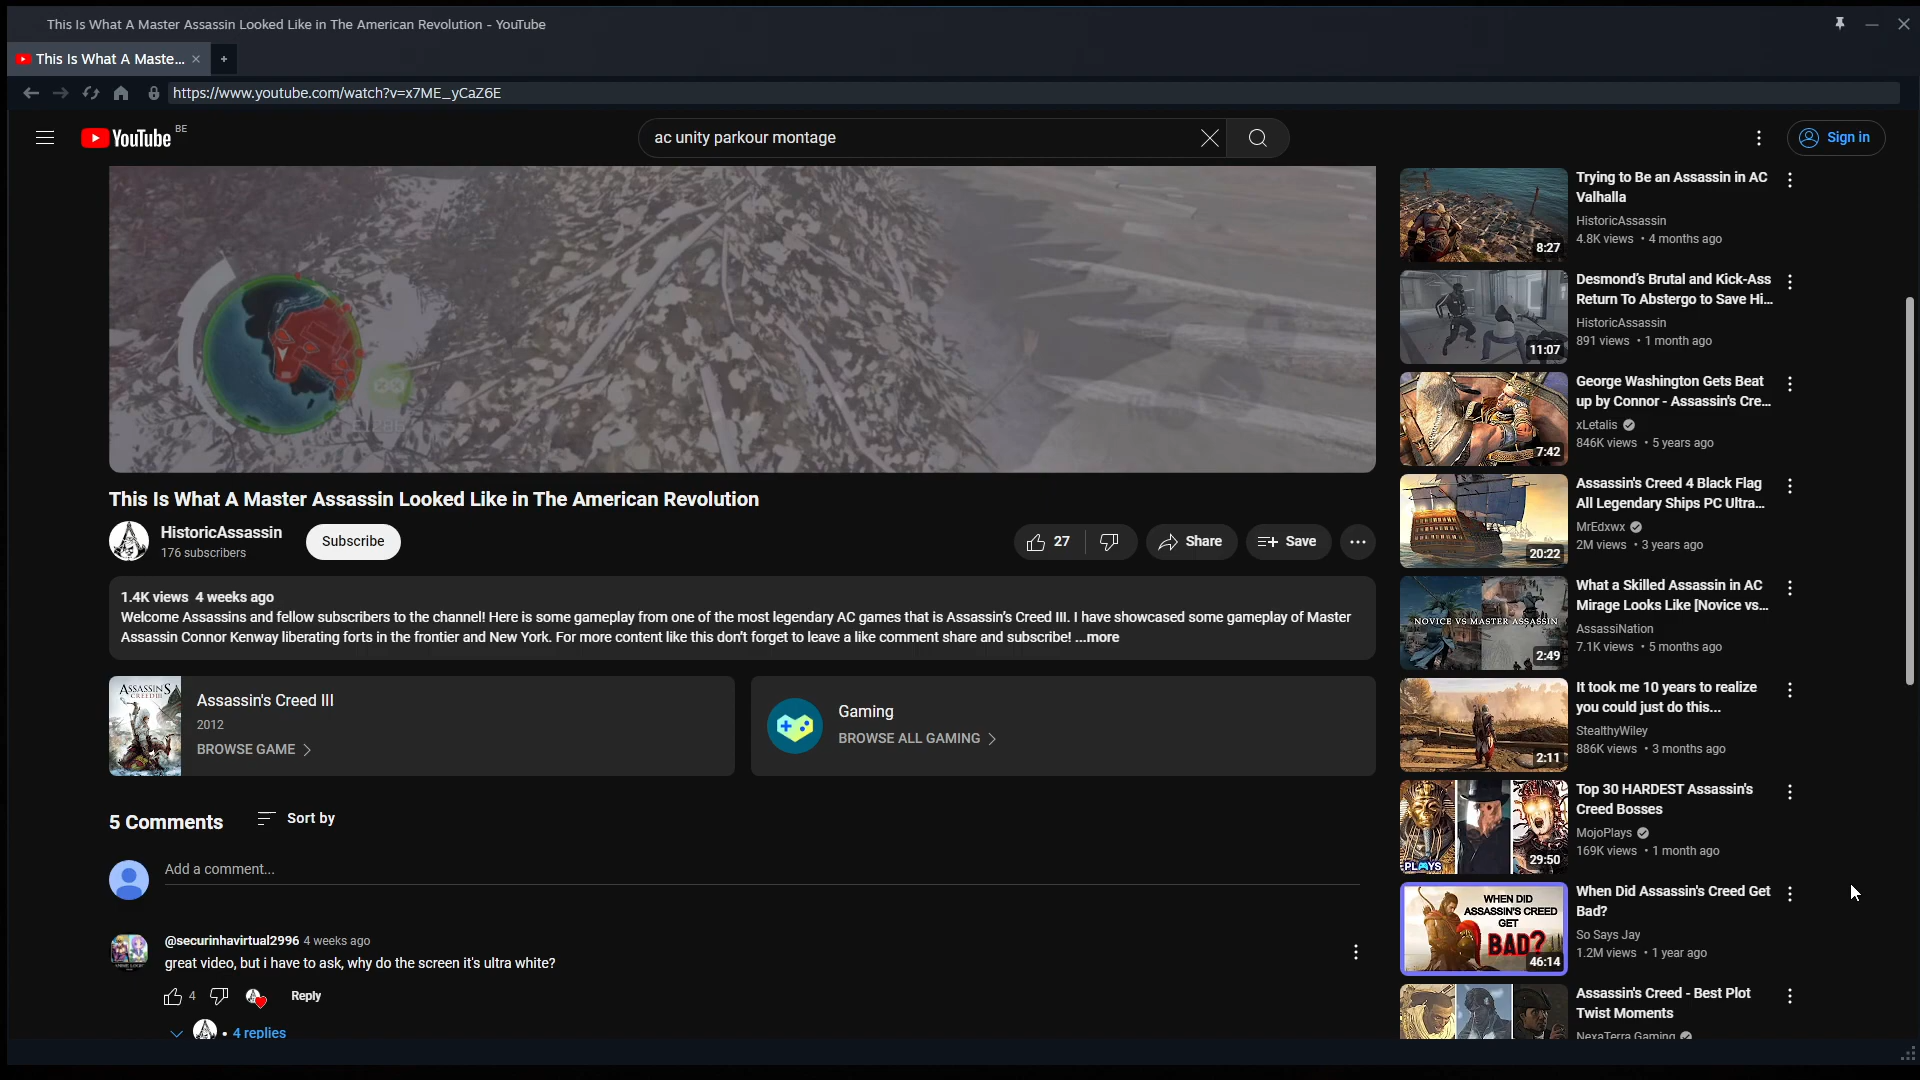 This Is What A Master Assassin Looked Like in The American Revolution - YouTube
This Is What A Maste...
https://www.youtube.com/watch?v=x7ME_yCaZ6E
YouTube BE
ac unity parkour montage
Sign in
This Is What A Master Assassin Looked Like in The American Revolution
HistoricAssassin
176 subscribers
Subscribe
27
Share
Save
1.4K views 4 weeks ago
Welcome Assassins and fellow subscribers to the channel! Here is some gameplay from one of the most legendary AC games that is Assassin's Creed III. I have showcased some gameplay of Master
Assassin Connor Kenway liberating forts in the frontier and New York. For more content like this don't forget to leave a like comment share and subscribe! ...more
ASSASSIN'S
CREED III
Assassin's Creed III
2012
BROWSE GAME
Gaming
BROWSE ALL GAMING
5 Comments
Sort by
Add a comment...
@securinhavirtual2996 4 weeks ago
great video, but i have to ask, why do the screen it's ultra white?
4
Reply
• 4 replies
Trying to Be an Assassin in AC
Valhalla
HistoricAssassin
4.8K views • 4 months ago
8:27
Desmond's Brutal and Kick-Ass
Return To Abstergo to Save Hi...
HistoricAssassin
891 views • 1 month ago
11:07
George Washington Gets Beat
up by Connor - Assassin's Cre...
xLetalis
846K views • 5 years ago
7:42
Assassin's Creed 4 Black Flag
All Legendary Ships PC Ultra...
MrEdxwx
2M views • 3 years ago
20:22
What a Skilled Assassin in AC
Mirage Looks Like [Novice vs...
AssassiNation
7.1K views • 5 months ago
NOVICE VS MASTER ASSASSIN
2:49
It took me 10 years to realize
you could just do this...
StealthyWiley
886K views • 3 months ago
2:11
Top 30 HARDEST Assassin's
Creed Bosses
MojoPlays
169K views • 1 month ago
PLAYS
29:50
When Did Assassin's Creed Get
Bad?
So Says Jay
1.2M views • 1 year ago
WHEN DID
ASSASSIN'S CREED
GET
BAD?
46:14
Assassin's Creed - Best Plot
Twist Moments
NexaTerra Gaming